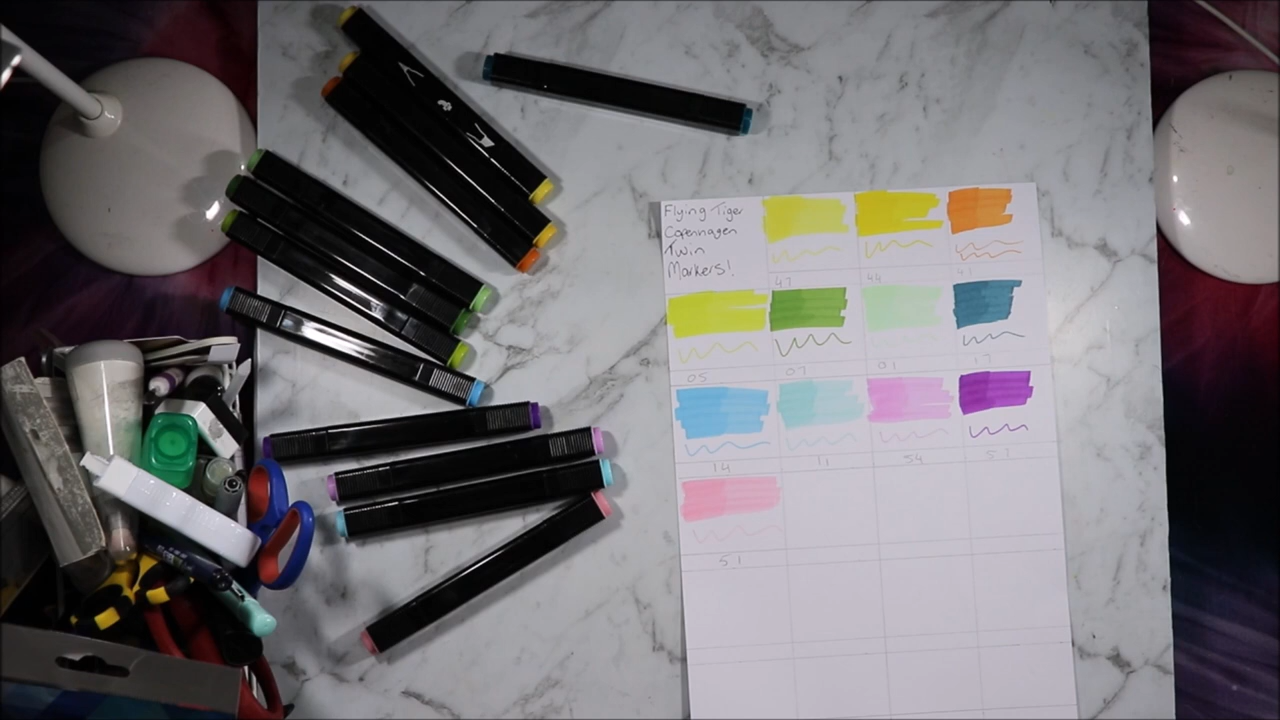 Flying Tiger
Copenhagen
Twin
Markers!
47 44 41
05 07 01 17
14 11 54 57
51